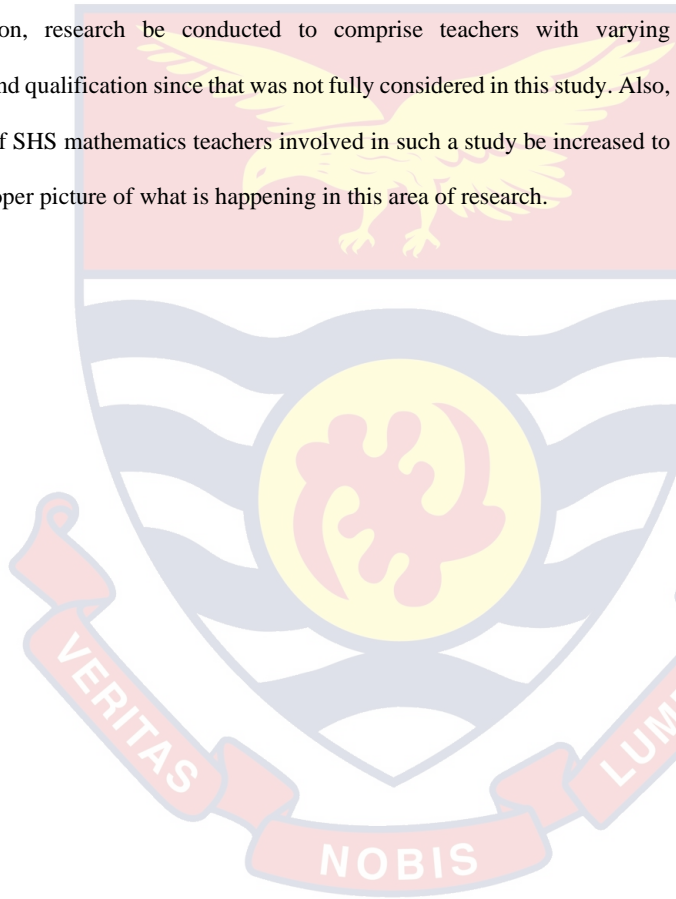 on, research be conducted to comprise teachers with varying
nd qualification since that was not fully considered in this study. Also,
f SHS mathematics teachers involved in such a study be increased to
per picture of what is happening in this area of research.
VERITAS
NOBIS
LUM